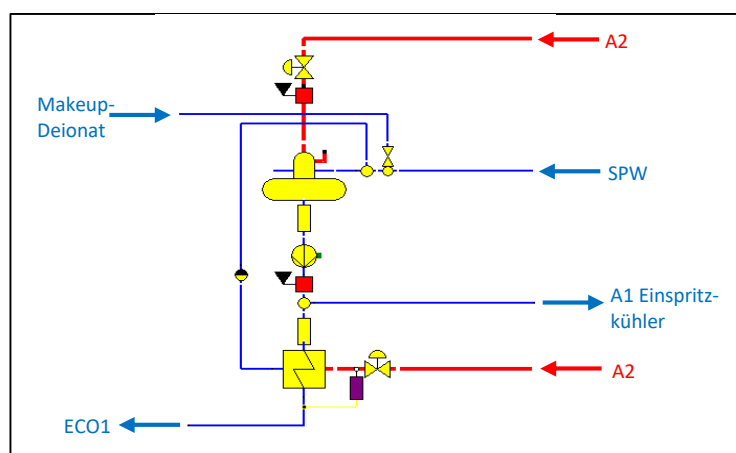 A2
Makeup-
Deionat
SPW
A1 Einspritz-
kühler
A2
ECO1